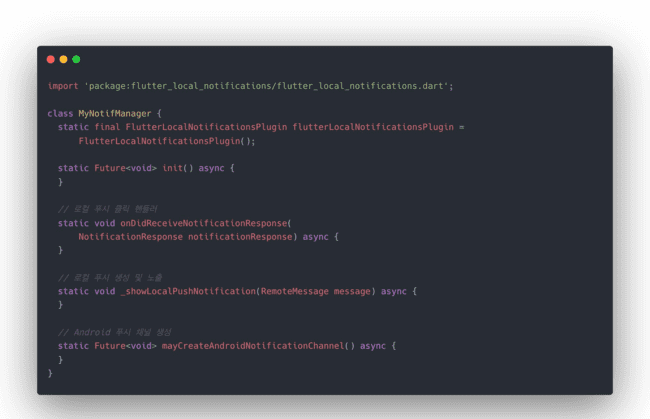 import 'package:flutter_local_notifications/flutter_local_notifications.dart';
class MyNotifManager {
static final FlutterLocalNotificationsPlugin flutterLocalNotificationsPlugin =
FlutterLocalNotificationsPlugin();
static Future<void> init() async {
}
// 로컬 푸시 클릭 핸들러
static void onDidReceiveNotificationResponse(
NotificationResponse notificationResponse) async {
}
// 로컬 푸시 생성 및 노출
static void _showLocalPushNotification(RemoteMessage message) async {
}
// Android 푸시 채널 생성
static Future<void> mayCreateAndroidNotificationChannel() async {
}
}